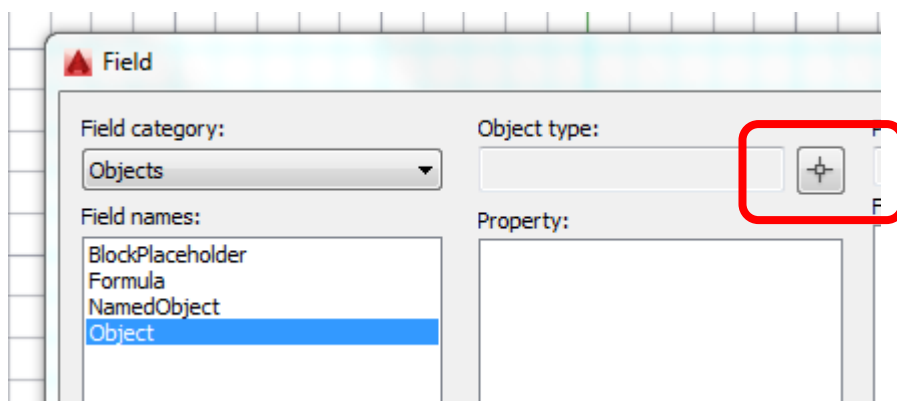 Field
Field category:
Object type:
Objects
Field names:
Property:
BlockPlaceholder
Formula
NamedObject
Object